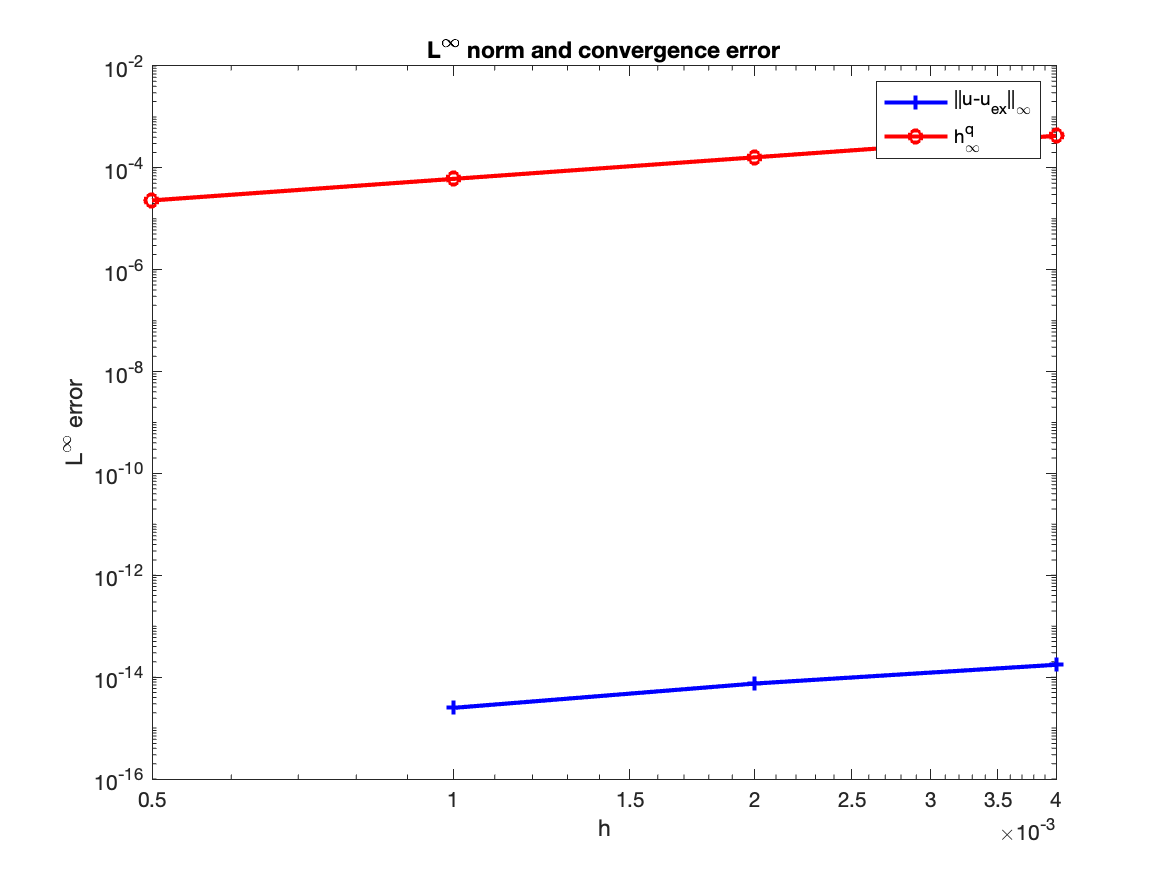 L^∞ norm and convergence error
10^-2
10^-4
10^-6
10^-8
10^-10
10^-12
10^-14
10^-16
L^∞ error
||u-u_ex||_∞
h^q_∞
0.5 1 1.5 2 2.5 3 3.5 4
h
×10^-3